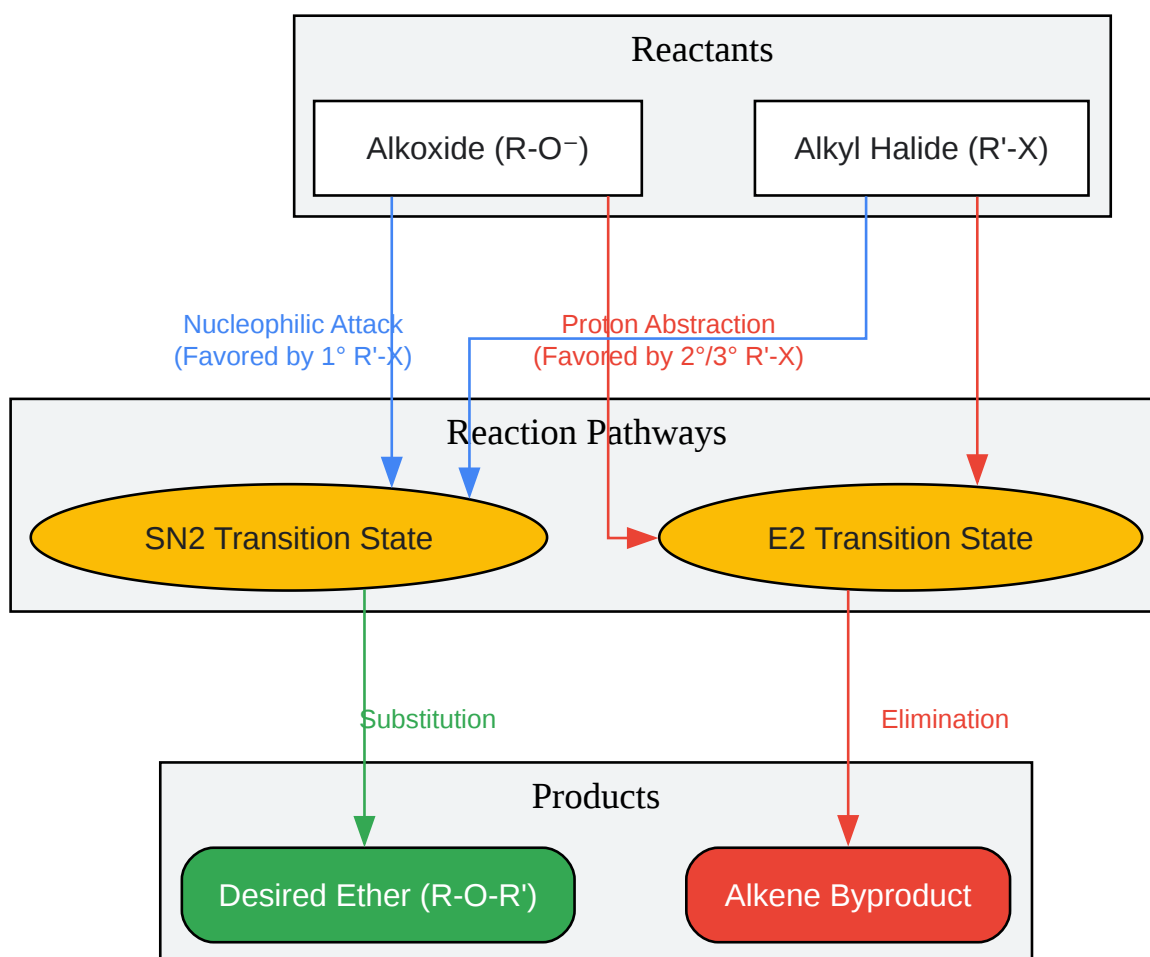 Reactants
Alkoxide (R-O⁻)
Alkyl Halide (R'-X)
Nucleophilic Attack
(Favored by 1° R'-X)
Proton Abstraction
(Favored by 2°/3° R'-X)
Reaction Pathways
SN2 Transition State
E2 Transition State
Substitution
Elimination
Products
Desired Ether (R-O-R')
Alkene Byproduct